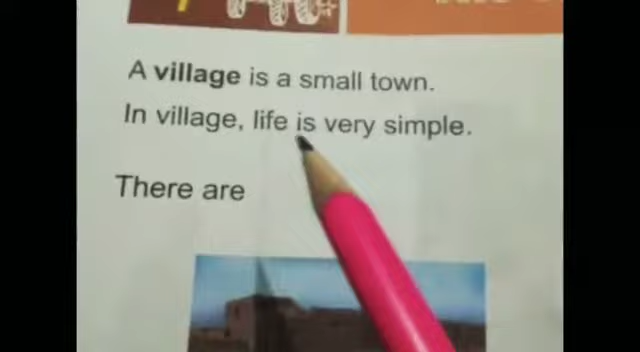 A village is a small town.
In village, life is very simple.
There are